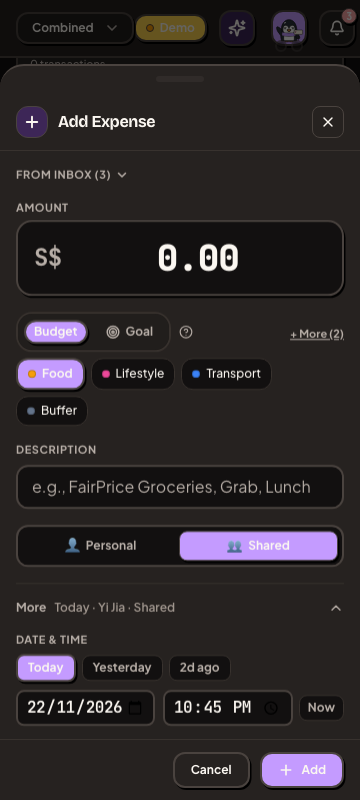 Combined
Demo
3
0 transactions
Add Expense
FROM INBOX (3)
AMOUNT
S$ 0.00
Budget Goal ? + More (2)
Food Lifestyle Transport
Buffer
DESCRIPTION
e.g., FairPrice Groceries, Grab, Lunch
Personal Shared
More Today · Yi Jia · Shared
DATE & TIME
Today Yesterday 2d ago
22/11/2026 10:45 PM Now
Cancel + Add